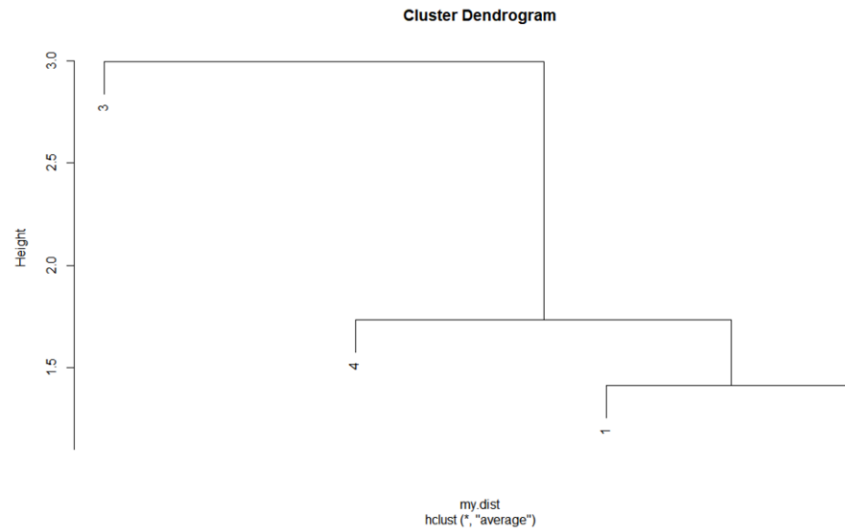 Cluster Dendrogram
Height
3.0
2.5
2.0
1.5
3
4
1
my.dist
hclust (*, "average")